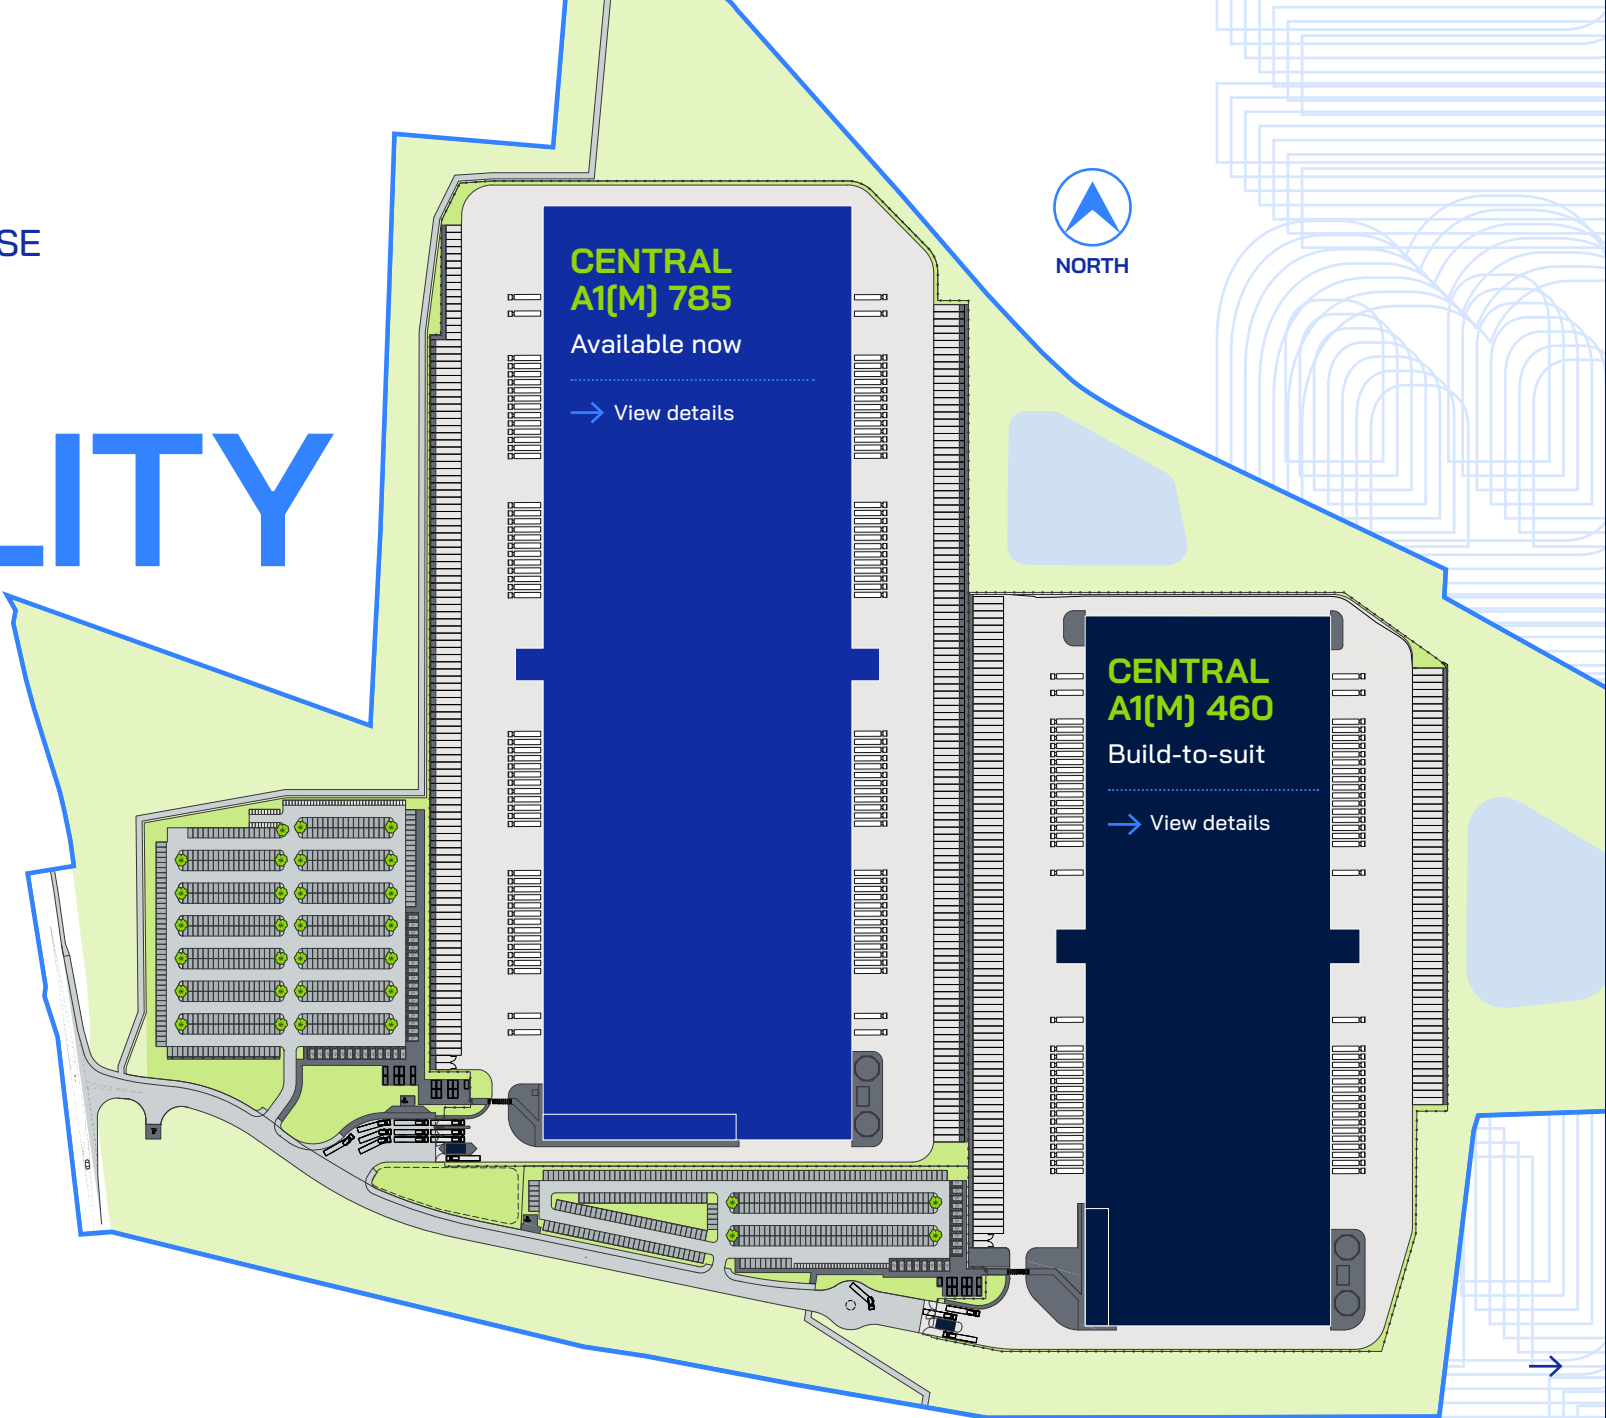 SE
LITY
CENTRAL
A1(M) 785
Available now
View details
NORTH
CENTRAL
A1(M) 460
Build-to-suit
View details